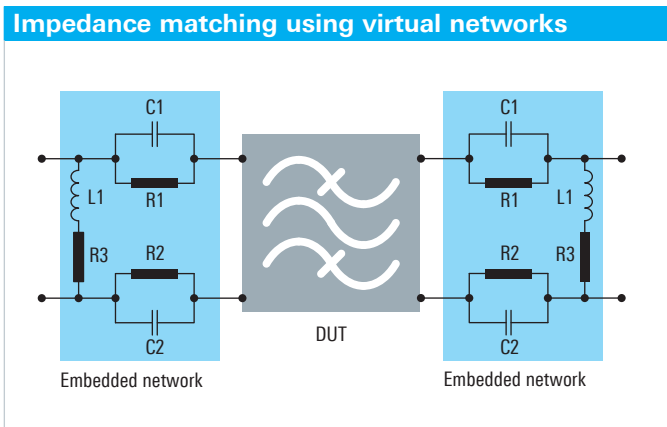 Impedance matching using virtual networks
C1
C1
L1
R1
R1
L1
R3
R2
R2
R3
C2
DUT
C2
Embedded network
Embedded network